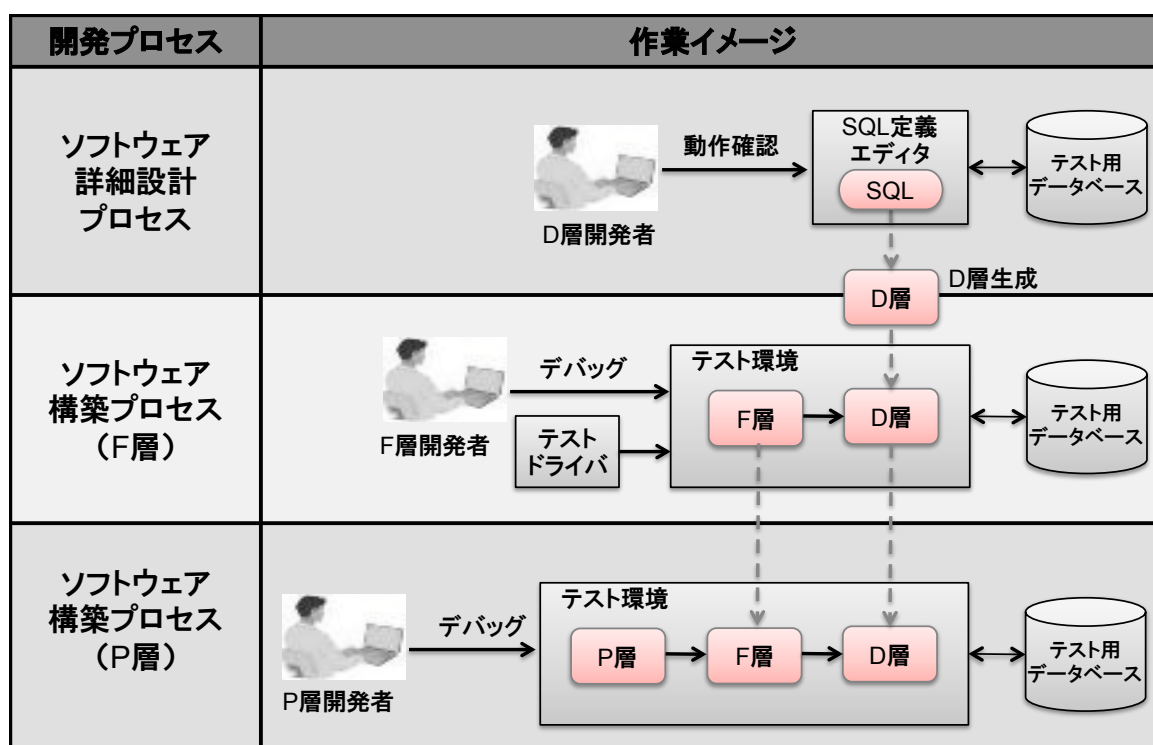 開発プロセス
作業イメージ
ソフトウェア
詳細設計
プロセス
動作確認
D層開発者
SQL定義
エディタ
SQL
テスト用
データベース
D層
D層生成
ソフトウェア
構築プロセス
（F層）
デバッグ
F層開発者
テスト
ドライバ
テスト環境
F層
D層
テスト用
データベース
ソフトウェア
構築プロセス
（P層）
デバッグ
P層開発者
テスト環境
P層
F層
D層
テスト用
データベース